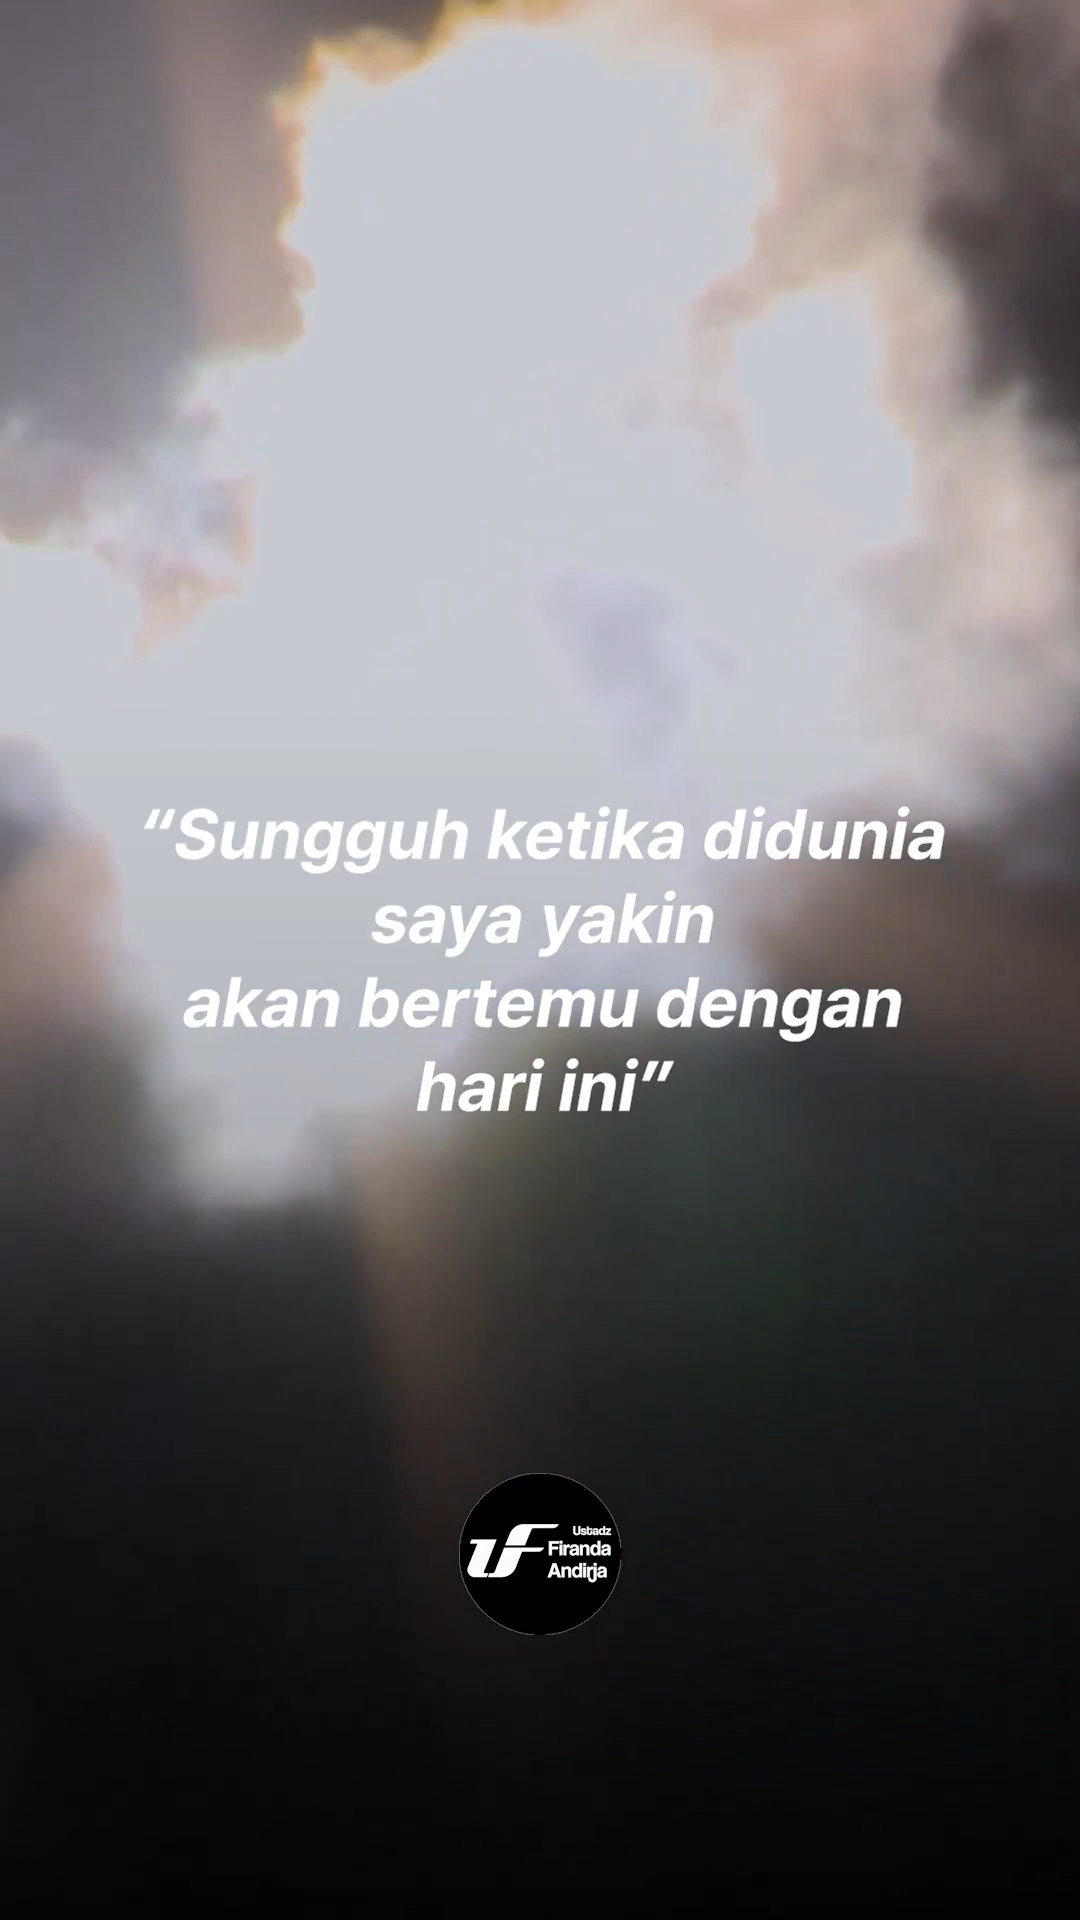 “Sungguh ketika didunia
saya yakin
akan bertemu dengan
hari ini”
Ustadz
Firanda
Andirja